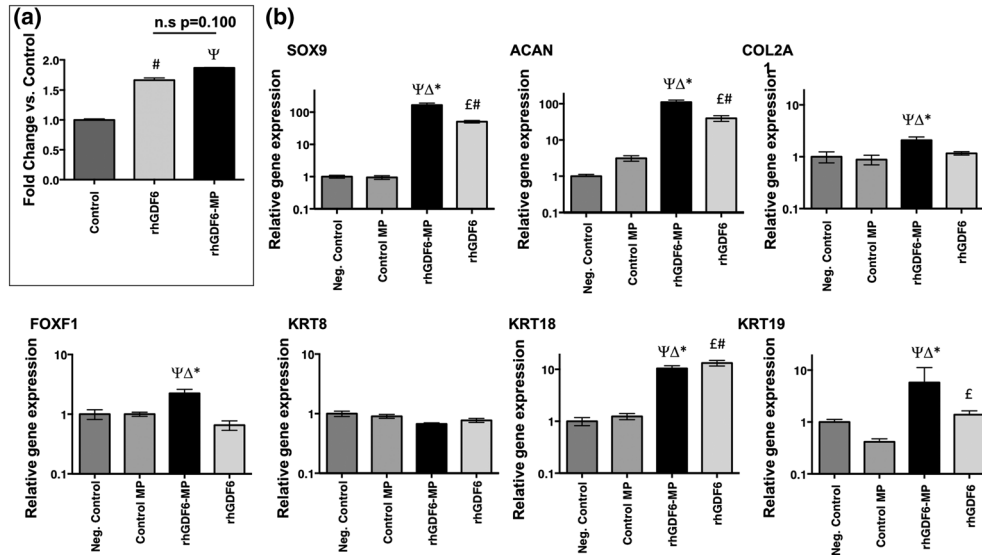 (a)
n.s p=0.100
Fold Change vs. Control
2.0
1.5
1.0
0.5
0.0
#
Ψ
Control
rhGDF6
rhGDF6-MP
(b)
SOX9
Relative gene expression
100
10
1
0.1
ΨΔ*
£#
Neg. Control
Control MP
rhGDF6-MP
rhGDF6
ACAN
Relative gene expression
100
10
1
0.1
ΨΔ*
£#
Neg. Control
Control MP
rhGDF6-MP
rhGDF6
COL2A
1
Relative gene expression
10
1
0.1
ΨΔ*
Neg. Control
Control MP
rhGDF6-MP
rhGDF6
FOXF1
Relative gene expression
10
1
0.1
ΨΔ*
Neg. Control
Control MP
rhGDF6-MP
rhGDF6
KRT8
Relative gene expression
10
1
0.1
Neg. Control
Control MP
rhGDF6-MP
rhGDF6
KRT18
Relative gene expression
10
1
0.1
ΨΔ*
£#
Neg. Control
Control MP
rhGDF6-MP
rhGDF6
KRT19
Relative gene expression
10
1
0.1
ΨΔ*
£
Neg. Control
Control MP
rhGDF6-MP
rhGDF6